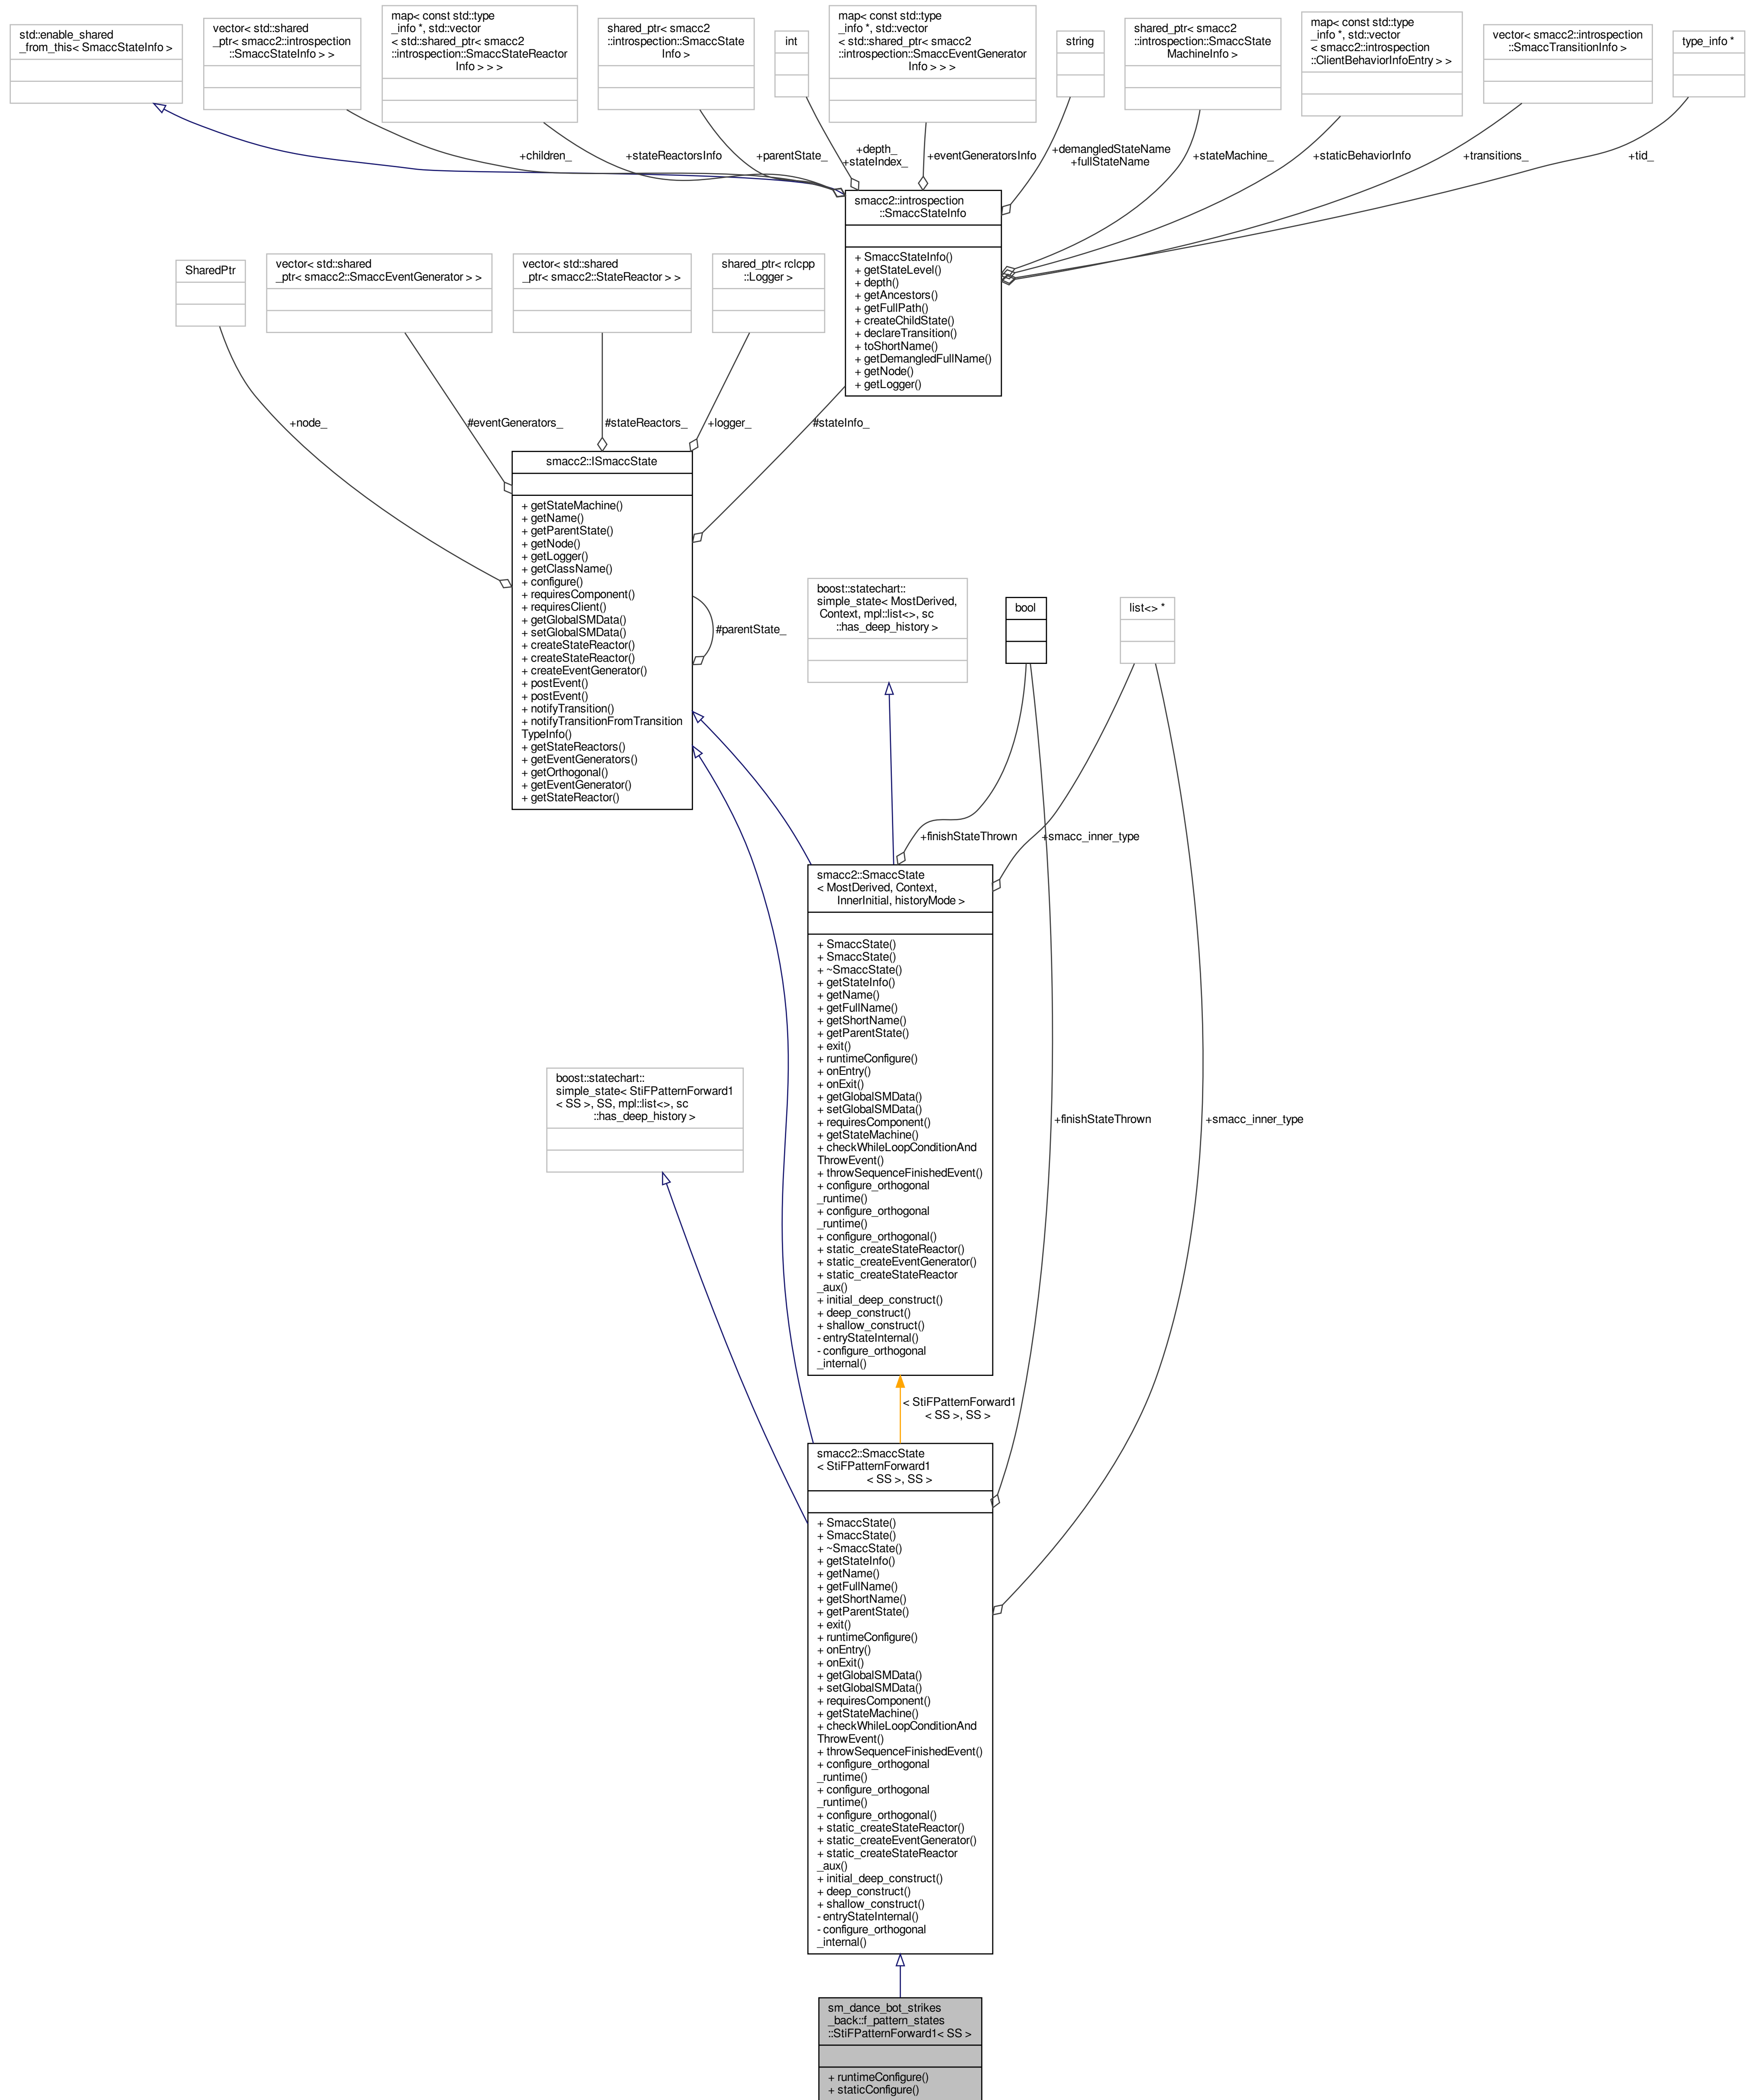 std::enable_shared
_from_this< SmaccStateInfo >
vector< std::shared
_ptr< smacc2::introspection
::SmaccStateInfo > >
map< const std::type
_info *, std::vector
< std::shared_ptr< smacc2
::introspection::SmaccStateReactor
Info > > >
shared_ptr< smacc2
::introspection::SmaccState
Info >
int
map< const std::type
_info *, std::vector
< std::shared_ptr< smacc2
::introspection::SmaccEventGenerator
Info > > >
string
shared_ptr< smacc2
::introspection::SmaccState
MachineInfo >
map< const std::type
_info *, std::vector
< smacc2::introspection
::ClientBehaviorInfoEntry > >
vector< smacc2::introspection
::SmaccTransitionInfo >
type_info *
+children_
+stateReactorsInfo
+parentState_
+depth_
+stateIndex_
+eventGeneratorsInfo
+demangledStateName
+fullStateName
+stateMachine_
+staticBehaviorInfo
+transitions_
+tid_
smacc2::introspection
::SmaccStateInfo
+ SmaccStateInfo()
+ getStateLevel()
+ depth()
+ getAncestors()
+ getFullPath()
+ createChildState()
+ declareTransition()
+ toShortName()
+ getDemangledFullName()
+ getNode()
+ getLogger()
SharedPtr
vector< std::shared
_ptr< smacc2::SmaccEventGenerator > >
vector< std::shared
_ptr< smacc2::StateReactor > >
shared_ptr< rclcpp
::Logger >
+node_
#eventGenerators_
#stateReactors_
+logger_
#stateInfo_
smacc2::ISmaccState
+ getStateMachine()
+ getName()
+ getParentState()
+ getNode()
+ getLogger()
+ getClassName()
+ configure()
+ requiresComponent()
+ requiresClient()
+ getGlobalSMData()
+ setGlobalSMData()
+ createStateReactor()
+ createStateReactor()
+ createEventGenerator()
+ postEvent()
+ postEvent()
+ notifyTransition()
+ notifyTransitionFromTransition
TypeInfo()
+ getStateReactors()
+ getEventGenerators()
+ getOrthogonal()
+ getEventGenerator()
+ getStateReactor()
#parentState_
boost::statechart::
simple_state< MostDerived,
Context, mpl::list<>, sc
::has_deep_history >
bool
list<> *
+finishStateThrown
+smacc_inner_type
smacc2::SmaccState
< MostDerived, Context,
InnerInitial, historyMode >
+ SmaccState()
+ SmaccState()
+ ~SmaccState()
+ getStateInfo()
+ getName()
+ getFullName()
+ getShortName()
+ getParentState()
+ exit()
+ runtimeConfigure()
+ onEntry()
+ onExit()
+ getGlobalSMData()
+ setGlobalSMData()
+ requiresComponent()
+ getStateMachine()
+ checkWhileLoopConditionAnd
ThrowEvent()
+ throwSequenceFinishedEvent()
+ configure_orthogonal
_runtime()
+ configure_orthogonal
_runtime()
+ configure_orthogonal()
+ static_createStateReactor()
+ static_createEventGenerator()
+ static_createStateReactor
_aux()
+ initial_deep_construct()
+ deep_construct()
+ shallow_construct()
- entryStateInternal()
- configure_orthogonal
_internal()
boost::statechart::
simple_state< StiFPatternForward1
< SS >, SS, mpl::list<>, sc
::has_deep_history >
+finishStateThrown
+smacc_inner_type
< StiFPatternForward1
< SS >, SS >
smacc2::SmaccState
< StiFPatternForward1
< SS >, SS >
+ SmaccState()
+ SmaccState()
+ ~SmaccState()
+ getStateInfo()
+ getName()
+ getFullName()
+ getShortName()
+ getParentState()
+ exit()
+ runtimeConfigure()
+ onEntry()
+ onExit()
+ getGlobalSMData()
+ setGlobalSMData()
+ requiresComponent()
+ getStateMachine()
+ checkWhileLoopConditionAnd
ThrowEvent()
+ throwSequenceFinishedEvent()
+ configure_orthogonal
_runtime()
+ configure_orthogonal
_runtime()
+ configure_orthogonal()
+ static_createStateReactor()
+ static_createEventGenerator()
+ static_createStateReactor
_aux()
+ initial_deep_construct()
+ deep_construct()
+ shallow_construct()
- entryStateInternal()
- configure_orthogonal
_internal()
sm_dance_bot_strikes
_back::f_pattern_states
::StiFPatternForward1< SS >
+ runtimeConfigure()
+ staticConfigure()